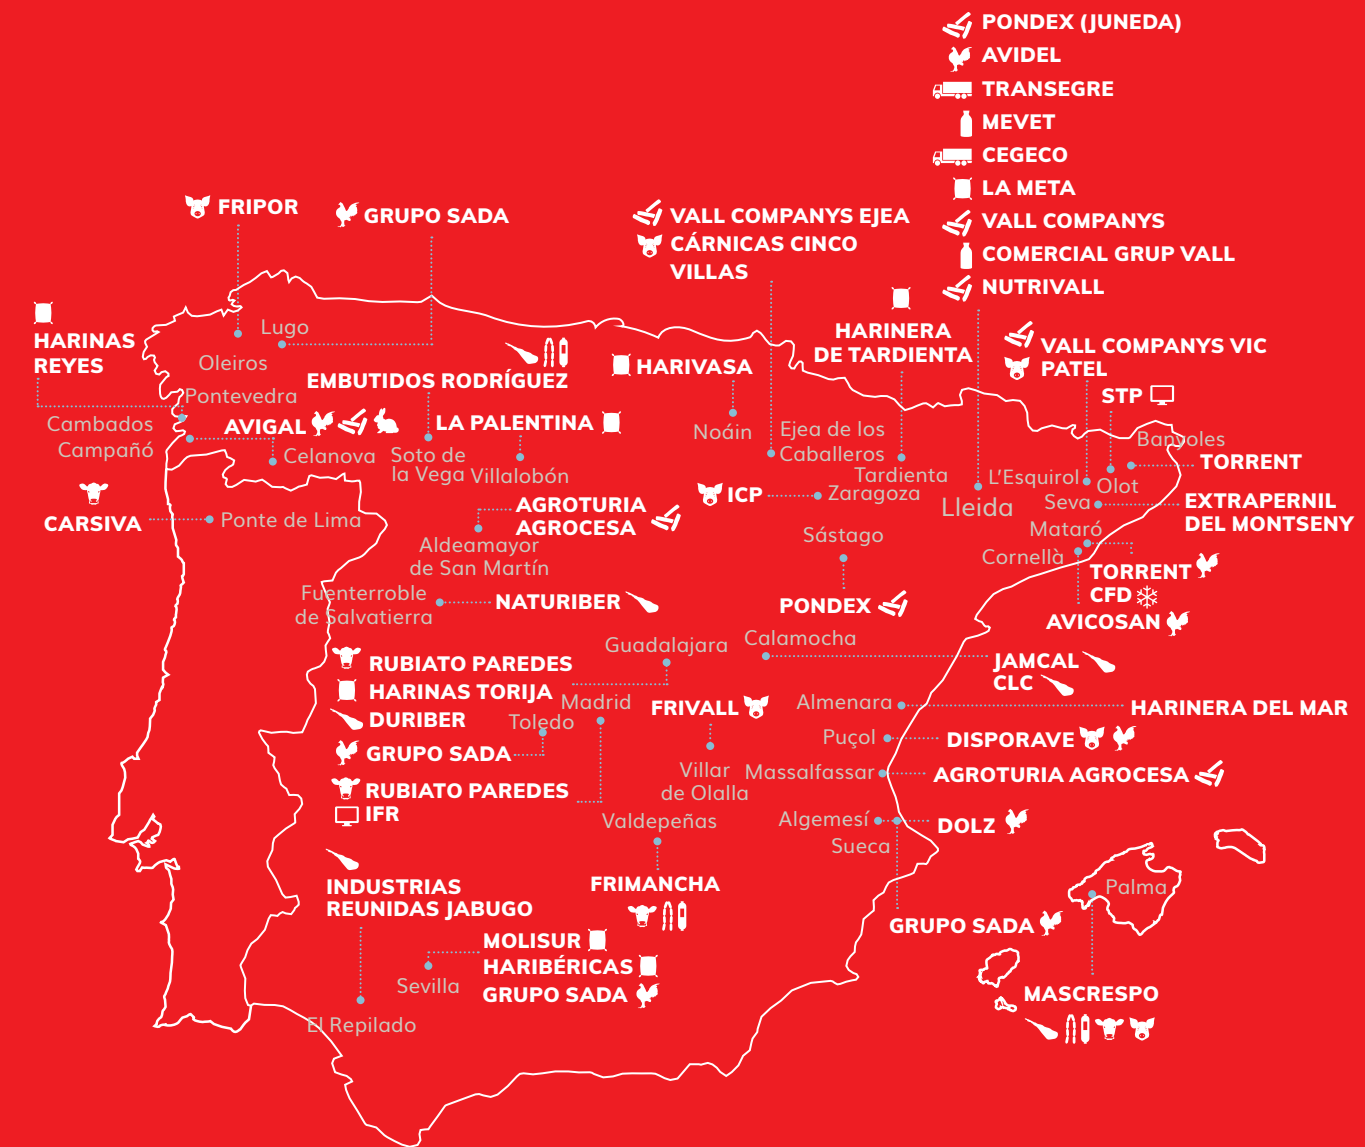 PONDEX (JUNEDA)
AVIDEL
TRANSEGRE
MEVET
CEGECO
LA META
VALL COMPANYS
COMERCIAL GRUP VALL
NUTRIVALL
FRIPOR
GRUPO SADA
VALL COMPANYS EJEA
CÁRNICAS CINCO
VILLAS
HARINAS
REYES
Lugo
Oleiros
HARINERA
DE TARDIENTA
VALL COMPANYS VIC
PATEL
STP
EMBUTIDOS RODRÍGUEZ
HARIVASA
Pontevedra
Cambados
Campañó
AVIGAL
LA PALENTINA
Noáin
Ejea de los
Caballeros
Banyoles
TORRENT
Celanova
Soto de
la Vega
Villalobón
Tardienta
Zaragoza
L'Esquirol
Olot
Lleida
Seva
EXTRAPERNIL
DEL MONTSENY
CARSIVA
Ponte de Lima
AGROTURIA
AGROCESA
ICP
Sástago
Mataró
Cornellà
Aldeamayor
de San Martín
TORRENT
CFD
AVICOSAN
Fuenterroble
de Salvatierra
NATURIBER
PONDEX
Guadalajara
Calamocha
JAMCAL
CLC
RUBIATO PAREDES
HARINAS TORIJA
DURIBER
Madrid
Toledo
FRIVALL
Almenara
HARINERA DEL MAR
GRUPO SADA
Puçol
DISPORAVE
RUBIATO PAREDES
IFR
Villar
de Olalla
Massalfassar
AGROTURIA AGROCESA
Valdepeñas
Algemesí
DOLZ
Sueca
INDUSTRIAS
REUNIDAS JABUGO
FRIMANCHA
Palma
GRUPO SADA
MOLISUR
HARIBÉRICAS
GRUPO SADA
Sevilla
MASCRESPO
El Repilado